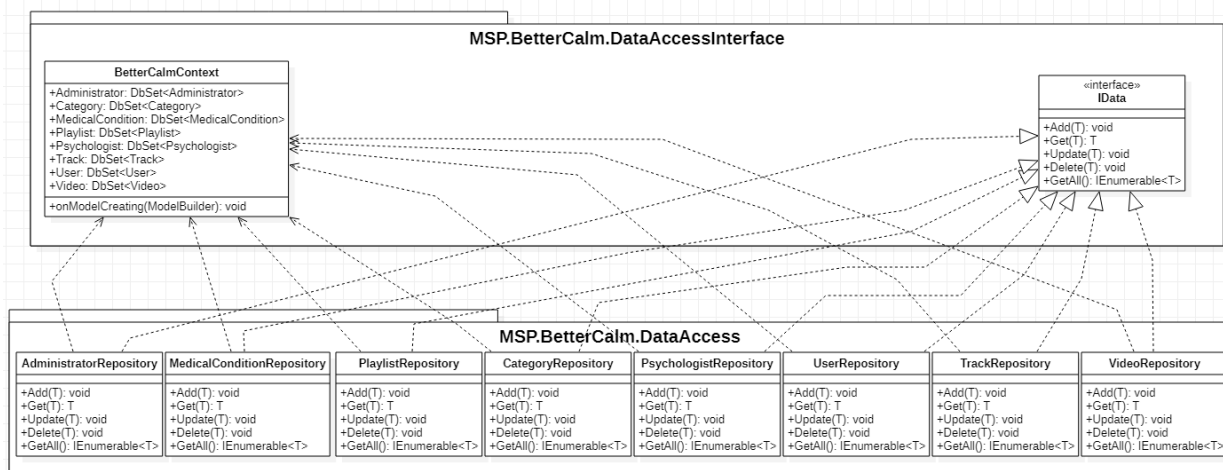 MSP.BetterCalm.DataAccessInterface
BetterCalmContext
+Administrator: DbSet<Administrator>
+Category: DbSet<Category>
+MedicalCondition: DbSet<MedicalCondition>
+Playlist: DbSet<Playlist>
+Psychologist: DbSet<Psychologist>
+Track: DbSet<Track>
+User: DbSet<User>
+Video: DbSet<Video>
+onModelCreating(ModelBuilder): void
«interface»
IData
+Add(T): void
+Get(T): T
+Update(T): void
+Delete(T): void
+GetAll(): IEnumerable<T>
MSP.BetterCalm.DataAccess
AdministratorRepository
+Add(T): void
+Get(T): T
+Update(T): void
+Delete(T): void
+GetAll(): IEnumerable<T>
MedicalConditionRepository
+Add(T): void
+Get(T): T
+Update(T): void
+Delete(T): void
+GetAll(): IEnumerable<T>
PlaylistRepository
+Add(T): void
+Get(T): T
+Update(T): void
+Delete(T): void
+GetAll(): IEnumerable<T>
CategoryRepository
+Add(T): void
+Get(T): T
+Update(T): void
+Delete(T): void
+GetAll(): IEnumerable<T>
PsychologistRepository
+Add(T): void
+Get(T): T
+Update(T): void
+Delete(T): void
+GetAll(): IEnumerable<T>
UserRepository
+Add(T): void
+Get(T): T
+Update(T): void
+Delete(T): void
+GetAll(): IEnumerable<T>
TrackRepository
+Add(T): void
+Get(T): T
+Update(T): void
+Delete(T): void
+GetAll(): IEnumerable<T>
VideoRepository
+Add(T): void
+Get(T): T
+Update(T): void
+Delete(T): void
+GetAll(): IEnumerable<T>